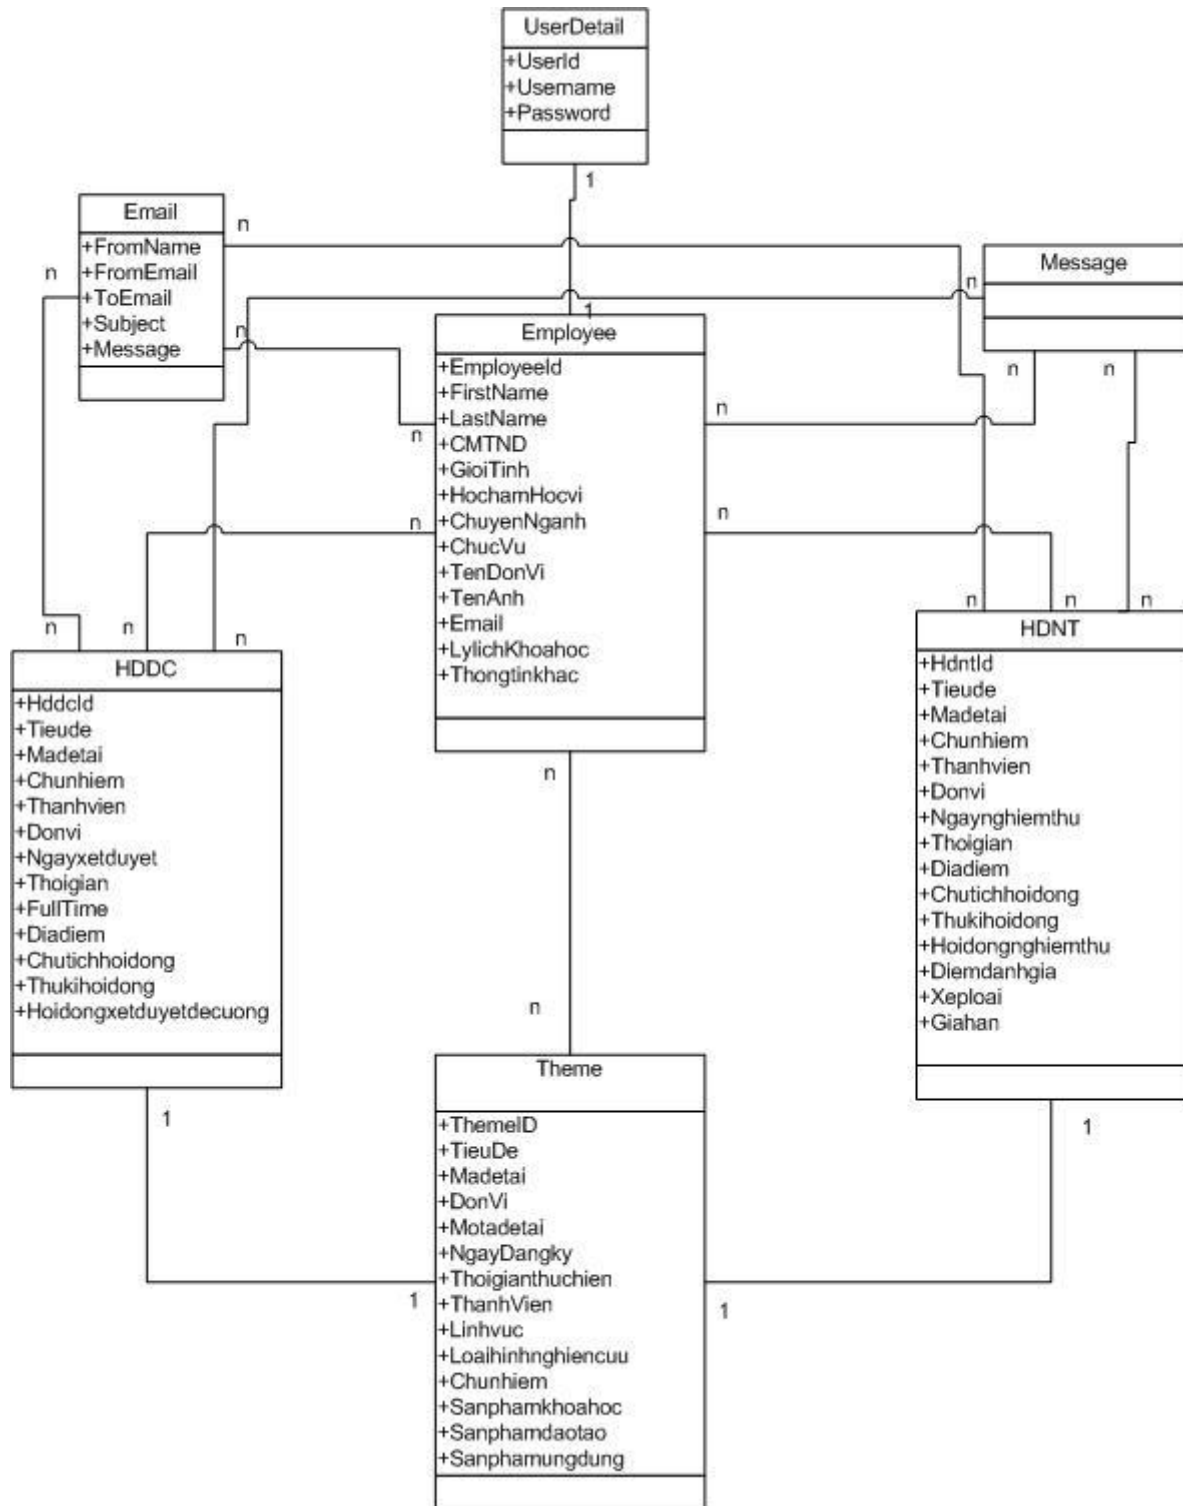 UserDetail
+UserId
+Username
+Password
1
Email
+FromName
+FromEmail
+ToEmail
+Subject
+Message
n
n
n
Message
n
n
n
1
Employee
+EmployeeId
+FirstName
+LastName
+CMTND
+GioiTinh
+HochamHocvi
+ChuyenNganh
+ChucVu
+TenDonVi
+TenAnh
+Email
+LylichKhoahoc
+Thongtinkhac
n
n
n
n
n
n
n
n
HDDC
+HddcId
+Tieude
+Madetai
+Chunhiem
+Thanhvien
+Donvi
+Ngayxetduyet
+Thoigian
+FullTime
+Diadiem
+Chutichhoidong
+Thukihoidong
+Hoidongxetduyetdecuong
1
n
n
n
HDNT
+HdntId
+Tieude
+Madetai
+Chunhiem
+Thanhvien
+Donvi
+Ngaynghiemthu
+Thoigian
+Diadiem
+Chutichhoidong
+Thukihoidong
+Hoidongnghiemthu
+Diemdanhgia
+Xeploai
+Giahan
1
n
Theme
+ThemeID
+TieuDe
+Madetai
+DonVi
+Motadetai
+NgayDangky
+Thoigianthuchien
+ThanhVien
+Linhvuc
+Loaihinhnghiencuu
+Chunhiem
+Sanphamkhoahoc
+Sanphamdaotao
+Sanphamungdung
1
1